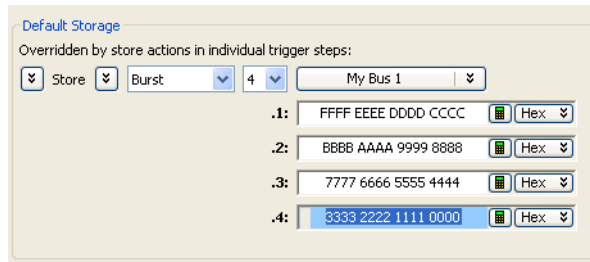 Default Storage
Overridden by store actions in individual trigger steps:
Store Burst 4 My Bus 1
.1: FFFF EEEE DDDD CCCC Hex
.2: BBBB AAAA 9999 8888 Hex
.3: 7777 6666 5555 4444 Hex
.4: 3333 2222 1111 0000 Hex